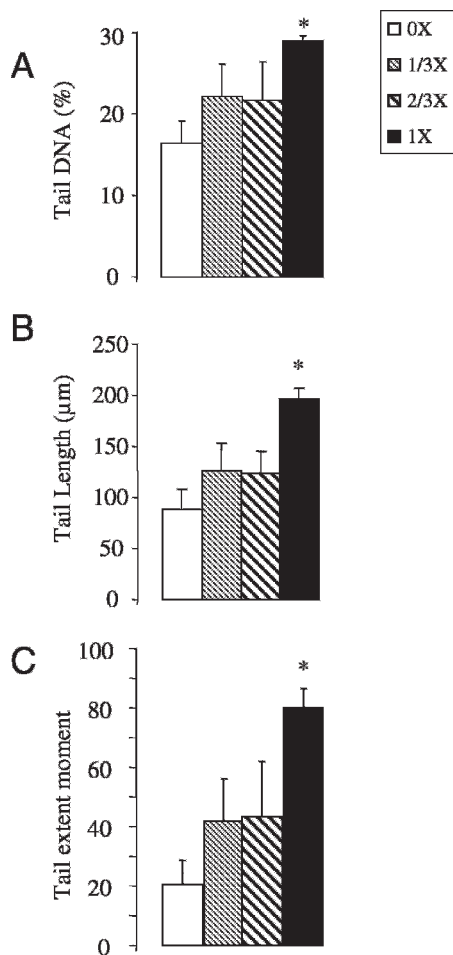 A
Tail DNA (%)
30
20
10
0
*
0X
1/3X
2/3X
1X
B
Tail Length (µm)
250
200
150
100
50
0
*
C
Tail extent moment
100
80
60
40
20
0
*